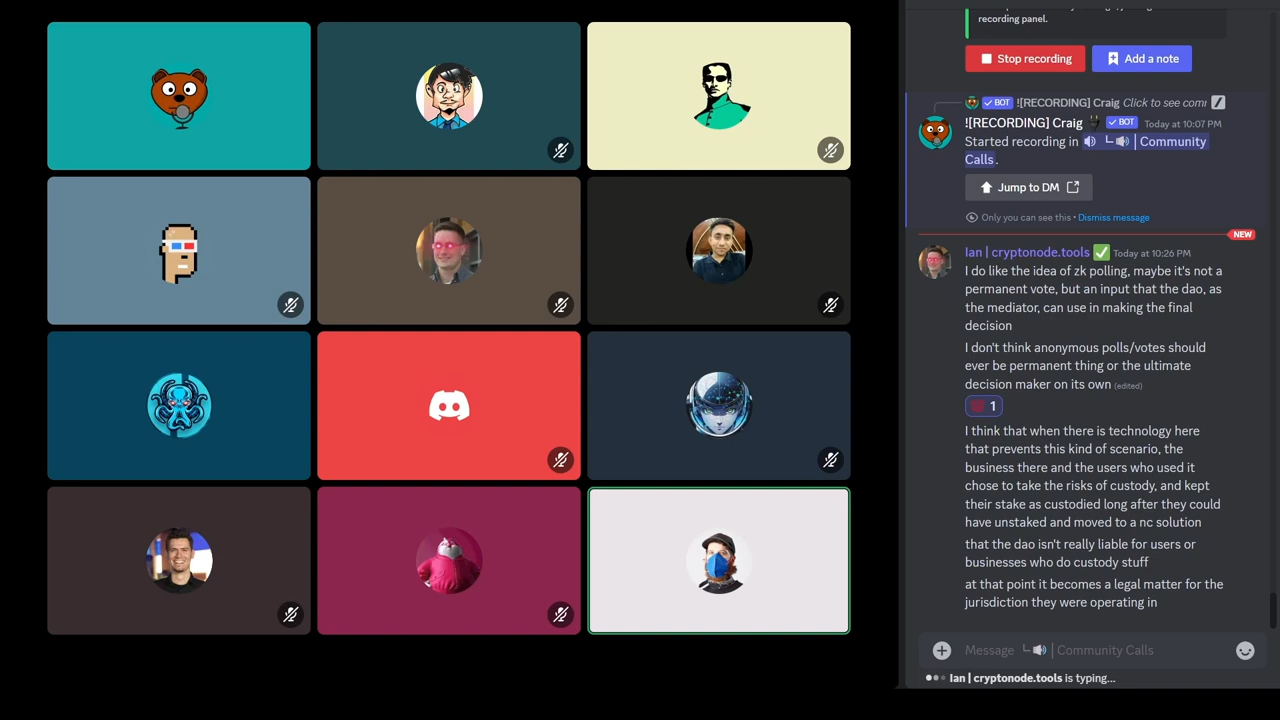 recording panel.
Stop recording
Add a note
BOT ![RECORDING] Craig Click to see comr
![RECORDING] Craig BOT Today at 10:07 PM
Started recording in | Community
Calls.
Jump to DM
Only you can see this • Dismiss message
NEW
Ian | cryptonode.tools Today at 10:26 PM
I do like the idea of zk polling, maybe it's not a
permanent vote, but an input that the dao, as
the mediator, can use in making the final
decision
I don't think anonymous polls/votes should
ever be permanent thing or the ultimate
decision maker on its own (edited)
1
I think that when there is technology here
that prevents this kind of scenario, the
business there and the users who used it
chose to take the risks of custody, and kept
their stake as custodied long after they could
have unstaked and moved to a nc solution
that the dao isn't really liable for users or
businesses who do custody stuff
at that point it becomes a legal matter for the
jurisdiction they were operating in
Message | Community Calls
Ian | cryptonode.tools is typing...